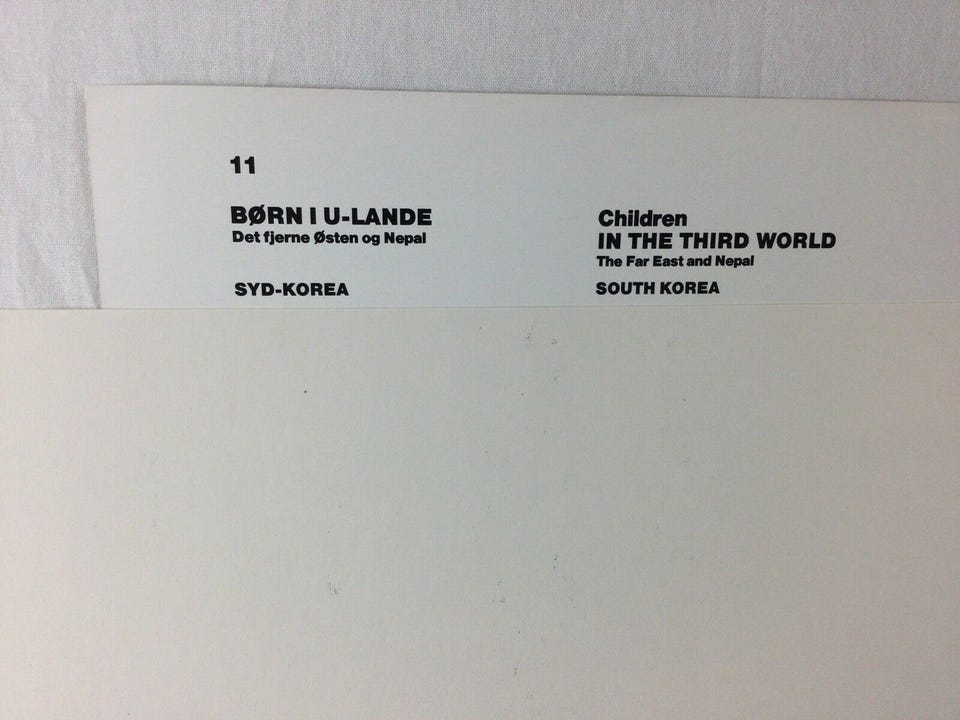 11
BØRN I U-LANDE
Det fjerne Østen og Nepal
SYD-KOREA
Children
IN THE THIRD WORLD
The Far East and Nepal
SOUTH KOREA